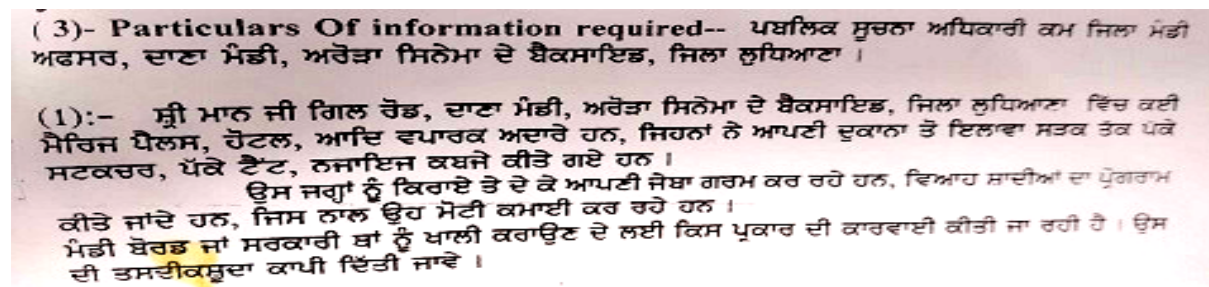 ( 3)- Particulars Of information required-- ਪਬਲਿਕ ਸੂਚਨਾ ਅਧਿਕਾਰੀ ਕਮ ਜਿਲਾ ਮੰਡੀ
ਅਫਸਰ, ਦਾਣਾ ਮੰਡੀ, ਅਰੋੜਾ ਸਿਨੇਮਾ ਦੇ ਬੈਕਸਾਇਡ, ਜਿਲਾ ਲੁਧਿਆਣਾ ।
(1):- ਸ਼੍ਰੀ ਮਾਨ ਜੀ ਗਿਲ ਰੋਡ, ਦਾਣਾ ਮੰਡੀ, ਅਰੋੜਾ ਸਿਨੇਮਾ ਦੇ ਬੈਕਸਾਇਡ, ਜਿਲਾ ਲੁਧਿਆਣਾ ਵਿੱਚ ਕਈ
ਮੈਰਿਜ ਪੈਲਸ, ਹੋਟਲ, ਆਦਿ ਵਪਾਰਕ ਅਦਾਰੇ ਹਨ, ਜਿਹਨਾਂ ਨੇ ਆਪਣੀ ਦੁਕਾਨਾ ਤੋ ਇਲਾਵਾ ਸੜਕ ਤੱਕ ਪੱਕੇ
ਸਟਕਚਰ, ਪੱਕੇ ਟੈਂਟ, ਨਜਾਇਜ ਕਬਜੇ ਕੀਤੇ ਗਏ ਹਨ ।
ਉਸ ਜਗ੍ਹਾਂ ਨੂੰ ਕਿਰਾਏ ਤੇ ਦੇ ਕੇ ਆਪਣੀ ਜੇਬਾ ਗਰਮ ਕਰ ਰਹੇ ਹਨ, ਵਿਆਹ ਸ਼ਾਦੀਆਂ ਦਾ ਪ੍ਰੋਗਰਾਮ
ਕੀਤੇ ਜਾਂਦੇ ਹਨ, ਜਿਸ ਨਾਲ ਉਹ ਮੋਟੀ ਕਮਾਈ ਕਰ ਰਹੇ ਹਨ ।
ਮੰਡੀ ਬੋਰਡ ਜਾਂ ਸਰਕਾਰੀ ਥਾਂ ਨੂੰ ਖਾਲੀ ਕਰਾਉਣ ਦੇ ਲਈ ਕਿਸ ਪ੍ਰਕਾਰ ਦੀ ਕਾਰਵਾਈ ਕੀਤੀ ਜਾ ਰਹੀ ਹੈ । ਉਸ
ਦੀ ਤਸਦੀਕਸ਼ੂਦਾ ਕਾਪੀ ਦਿੱਤੀ ਜਾਵੇ ।